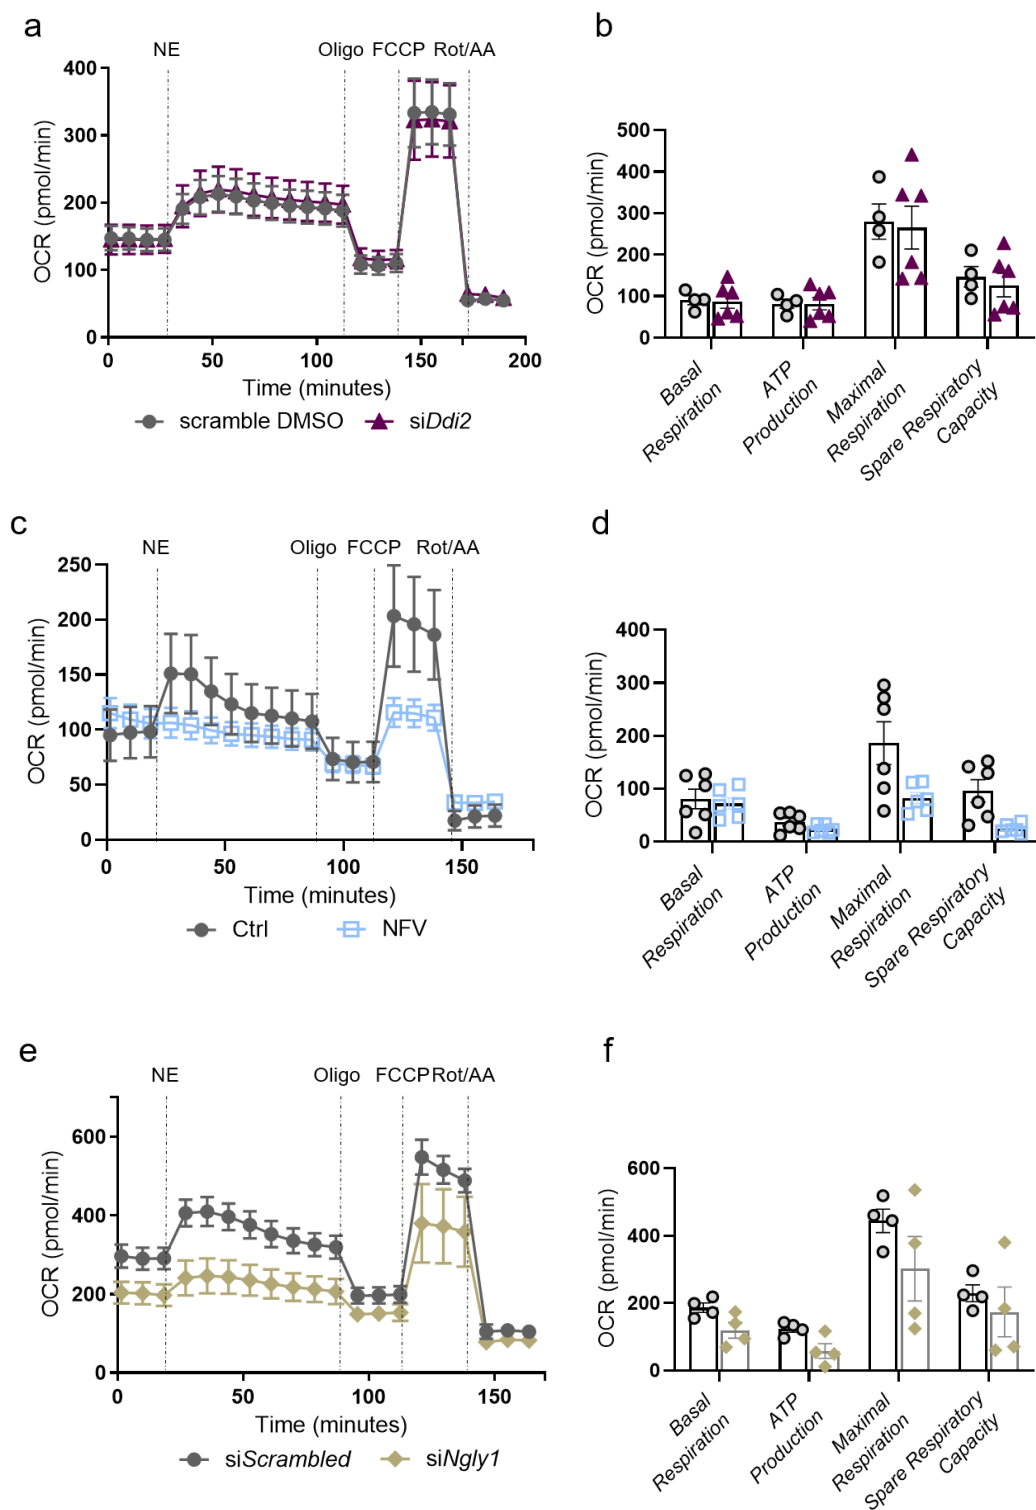 a
NE Oligo FCCP Rot/AA
400
300
200
100
0
OCR (pmol/min)
0 50 100 150 200
Time (minutes)
scramble DMSO siDdi2
b
500
400
300
200
100
0
OCR (pmol/min)
Basal
Respiration
ATP
Production
Maximal
Respiration
Spare Respiratory
Capacity
c
NE Oligo FCCP Rot/AA
250
200
150
100
50
0
OCR (pmol/min)
0 50 100 150
Time (minutes)
Ctrl NFV
d
400
300
200
100
0
OCR (pmol/min)
Basal
Respiration
ATP
Production
Maximal
Respiration
Spare Respiratory
Capacity
e
NE Oligo FCCP Rot/AA
600
400
200
0
OCR (pmol/min)
0 50 100 150
Time (minutes)
siScrambled siNgly1
f
600
400
200
0
OCR (pmol/min)
Basal
Respiration
ATP
Production
Maximal
Respiration
Spare Respiratory
Capacity